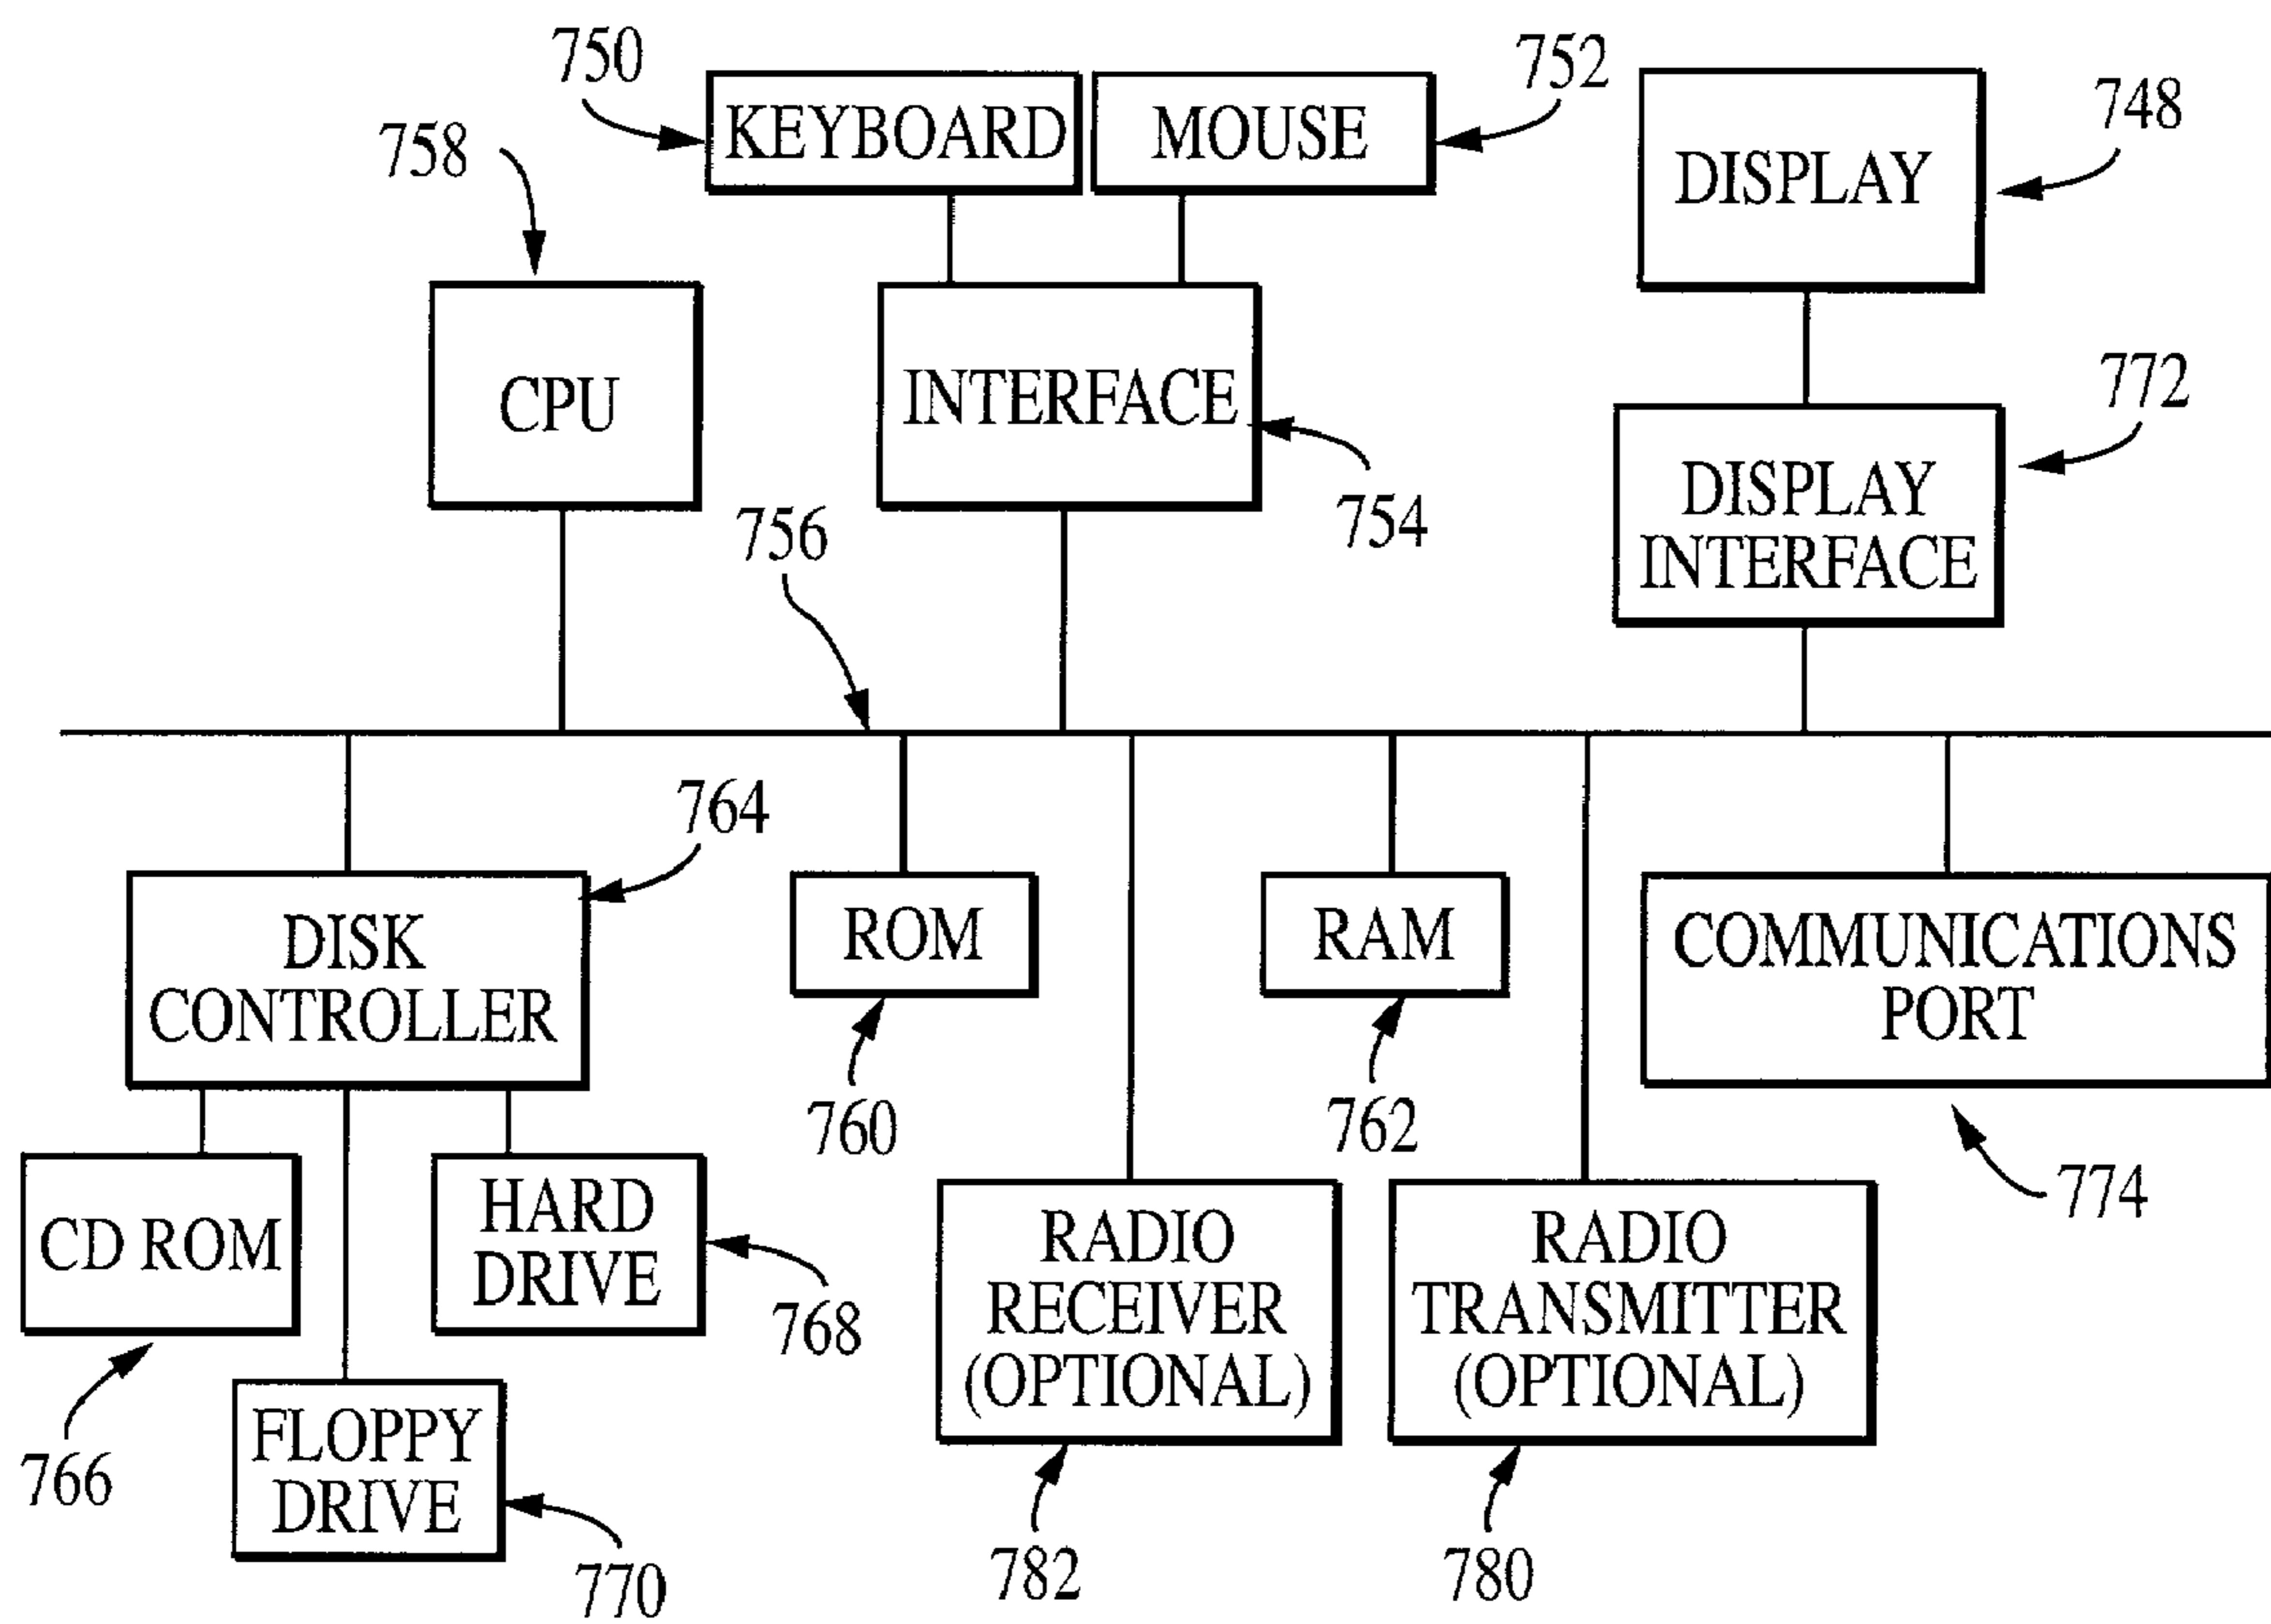 750
752
748
758
KEYBOARD
MOUSE
DISPLAY
772
CPU
INTERFACE
DISPLAY
INTERFACE
756
754
764
DISK
CONTROLLER
ROM
RAM
COMMUNICATIONS
PORT
760
762
774
CD ROM
HARD
DRIVE
768
RADIO
RECEIVER
(OPTIONAL)
RADIO
TRANSMITTER
(OPTIONAL)
766
FLOPPY
DRIVE
770
782
780